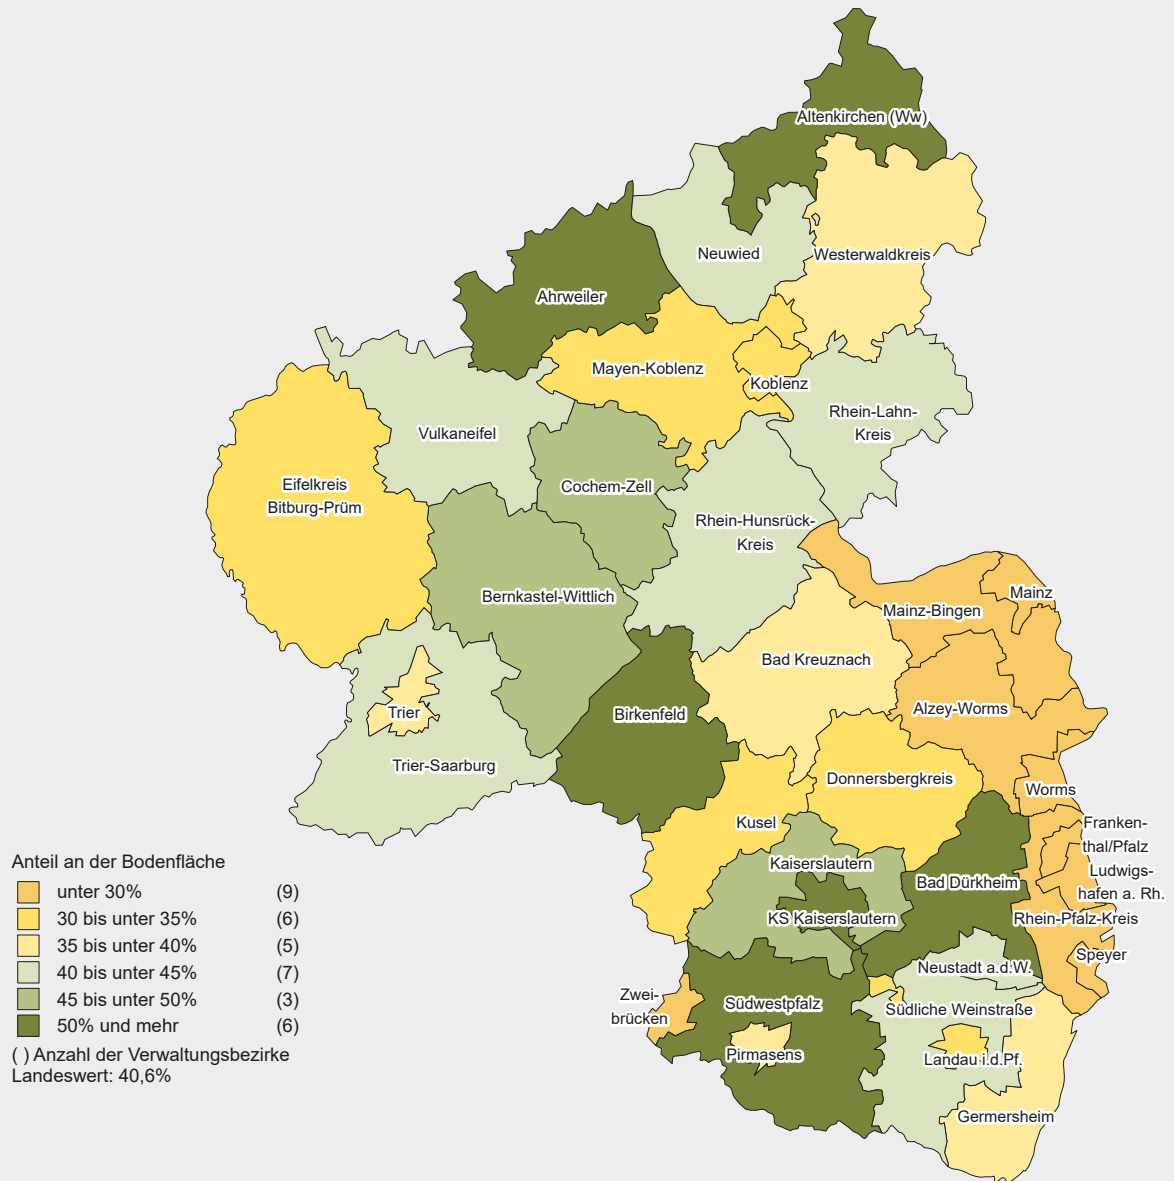 Altenkirchen (Ww)
Neuwied
Westerwaldkreis
Ahrweiler
Mayen-Koblenz
Koblenz
Rhein-Lahn-
Kreis
Vulkaneifel
Cochem-Zell
Eifelkreis
Bitburg-Prüm
Rhein-Hunsrück-
Kreis
Bernkastel-Wittlich
Mainz
Mainz-Bingen
Bad Kreuznach
Alzey-Worms
Trier
Birkenfeld
Trier-Saarburg
Donnersbergkreis
Worms
Kusel
Franken-
thal/Pfalz
Kaiserslautern
Ludwigs-
hafen a. Rh.
Bad Dürkheim
KS Kaiserslautern
Rhein-Pfalz-Kreis
Speyer
Neustadt a.d.W.
Zwei-
brücken
Südwestpfalz
Südliche Weinstraße
Pirmasens
Landau i.d.Pf.
Germersheim
Anteil an der Bodenfläche
unter 30% (9)
30 bis unter 35% (6)
35 bis unter 40% (5)
40 bis unter 45% (7)
45 bis unter 50% (3)
50% und mehr (6)
( ) Anzahl der Verwaltungsbezirke
Landeswert: 40,6%